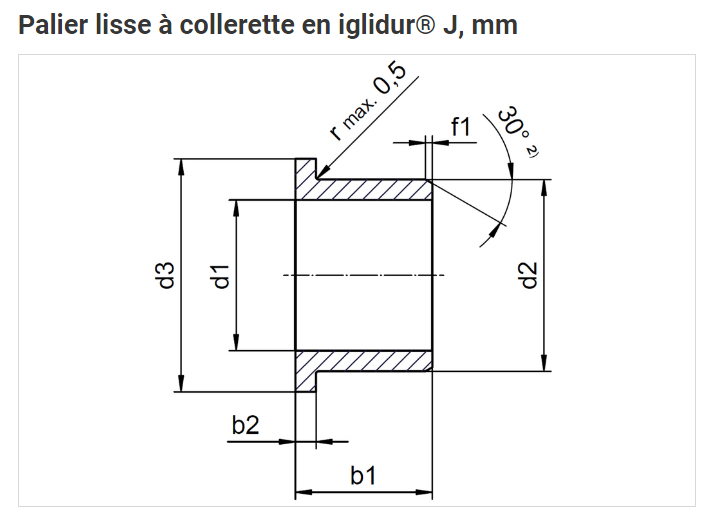 Palier lisse à collerette en iglidur® J, mm
r max. 0,5
f1
30° 2)
d3
d1
d2
b2
b1